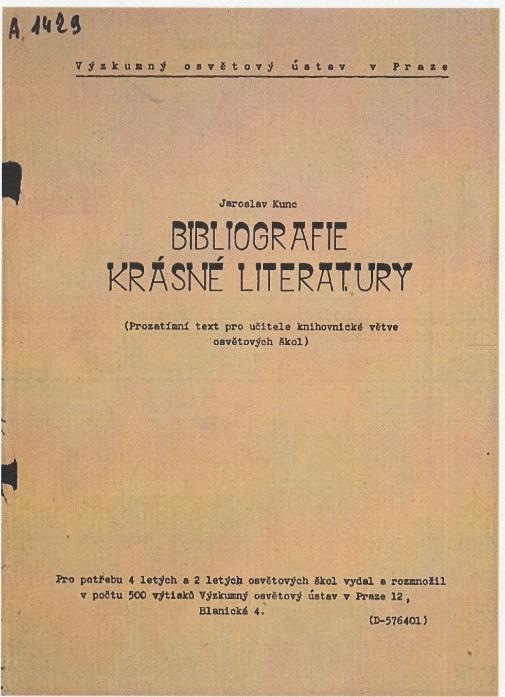 A 1429
Výzkumný osvětový ústav v Praze
Jaroslav Kunc
BIBLIOGRAFIE
KRÁSNÉ LITERATURY
(Prozatímní text pro učitele knihovnické větve
osvětových škol)
Pro potřebu 4 letých a 2 letých osvětových škol vydal a rozmnožil
v počtu 500 výtisků Výzkumný osvětový ústav v Praze 12,
Blanická 4.
(D-576401)